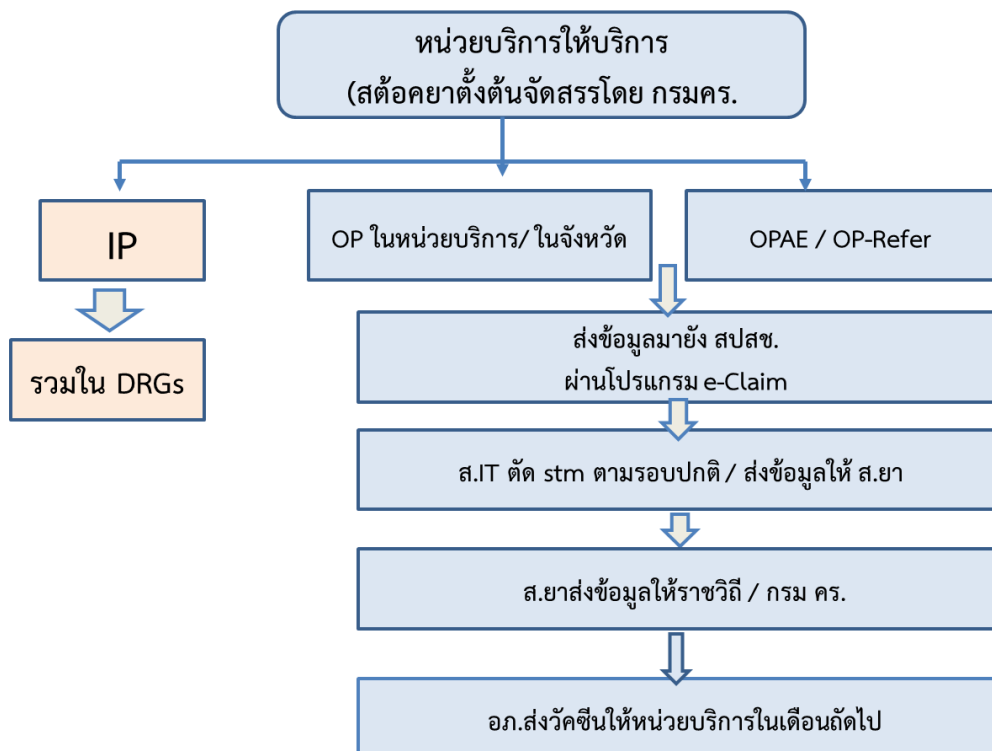 หน่วยบริการให้บริการ
(สต้อคยาตั้งต้นจัดสรรโดย กรมคร.
IP
OP ในหน่วยบริการ/ ในจังหวัด
OPAE / OP-Refer
รวมใน DRGs
ส่งข้อมูลมายัง สปสช.
ผ่านโปรแกรม e-Claim
ส.IT ตัด stm ตามรอบปกติ / ส่งข้อมูลให้ ส.ยา
ส.ยาส่งข้อมูลให้ราชวิถี / กรม คร.
อภ.ส่งวัคซีนให้หน่วยบริการในเดือนถัดไป